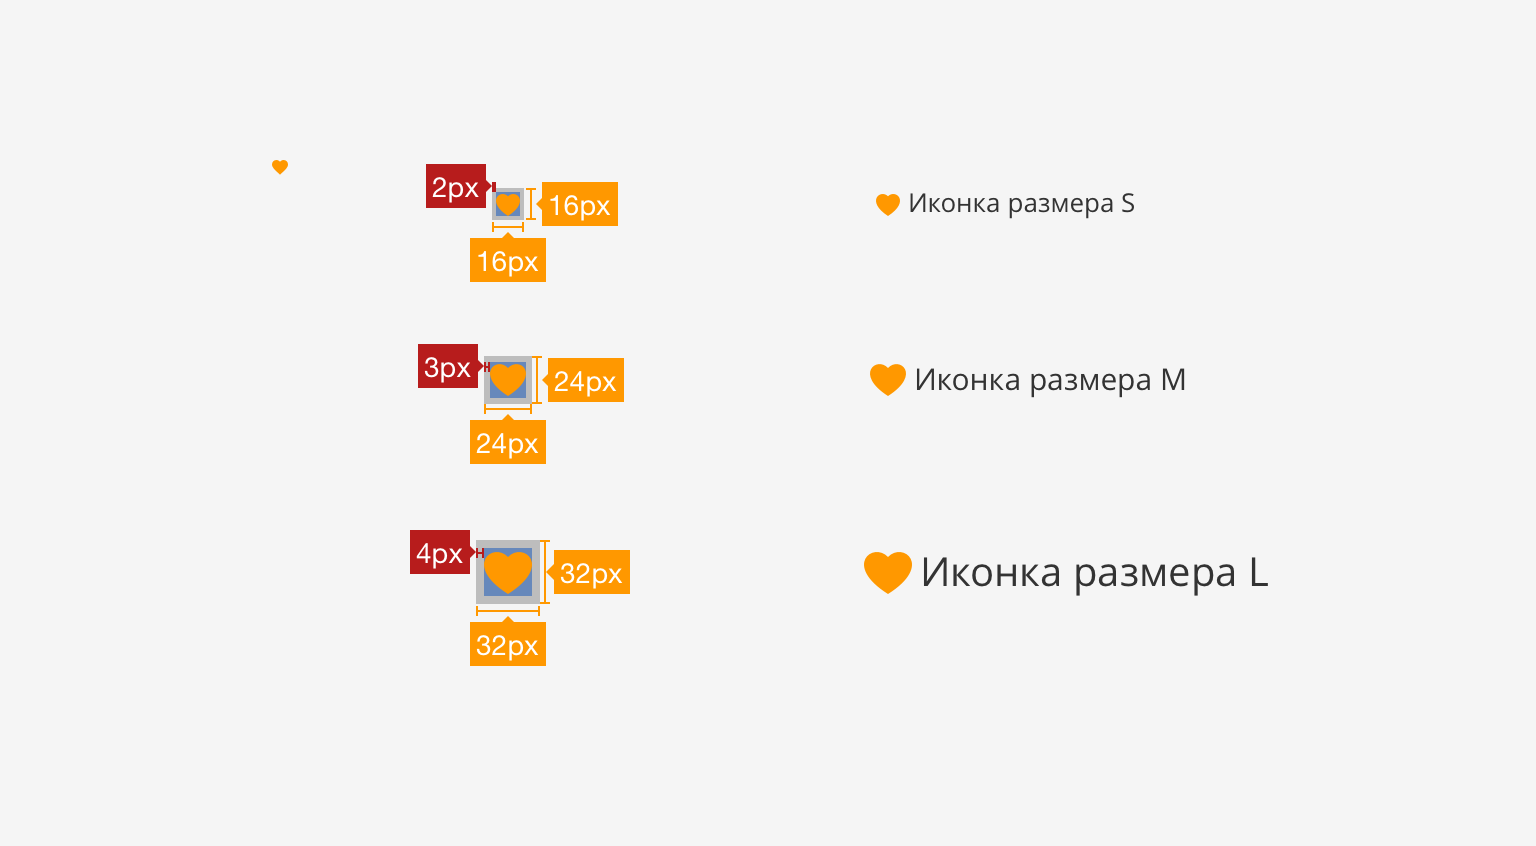 2px
16px
Иконка размера S
16px
3px
24px
Иконка размера M
24px
4px
32px
Иконка размера L
32px